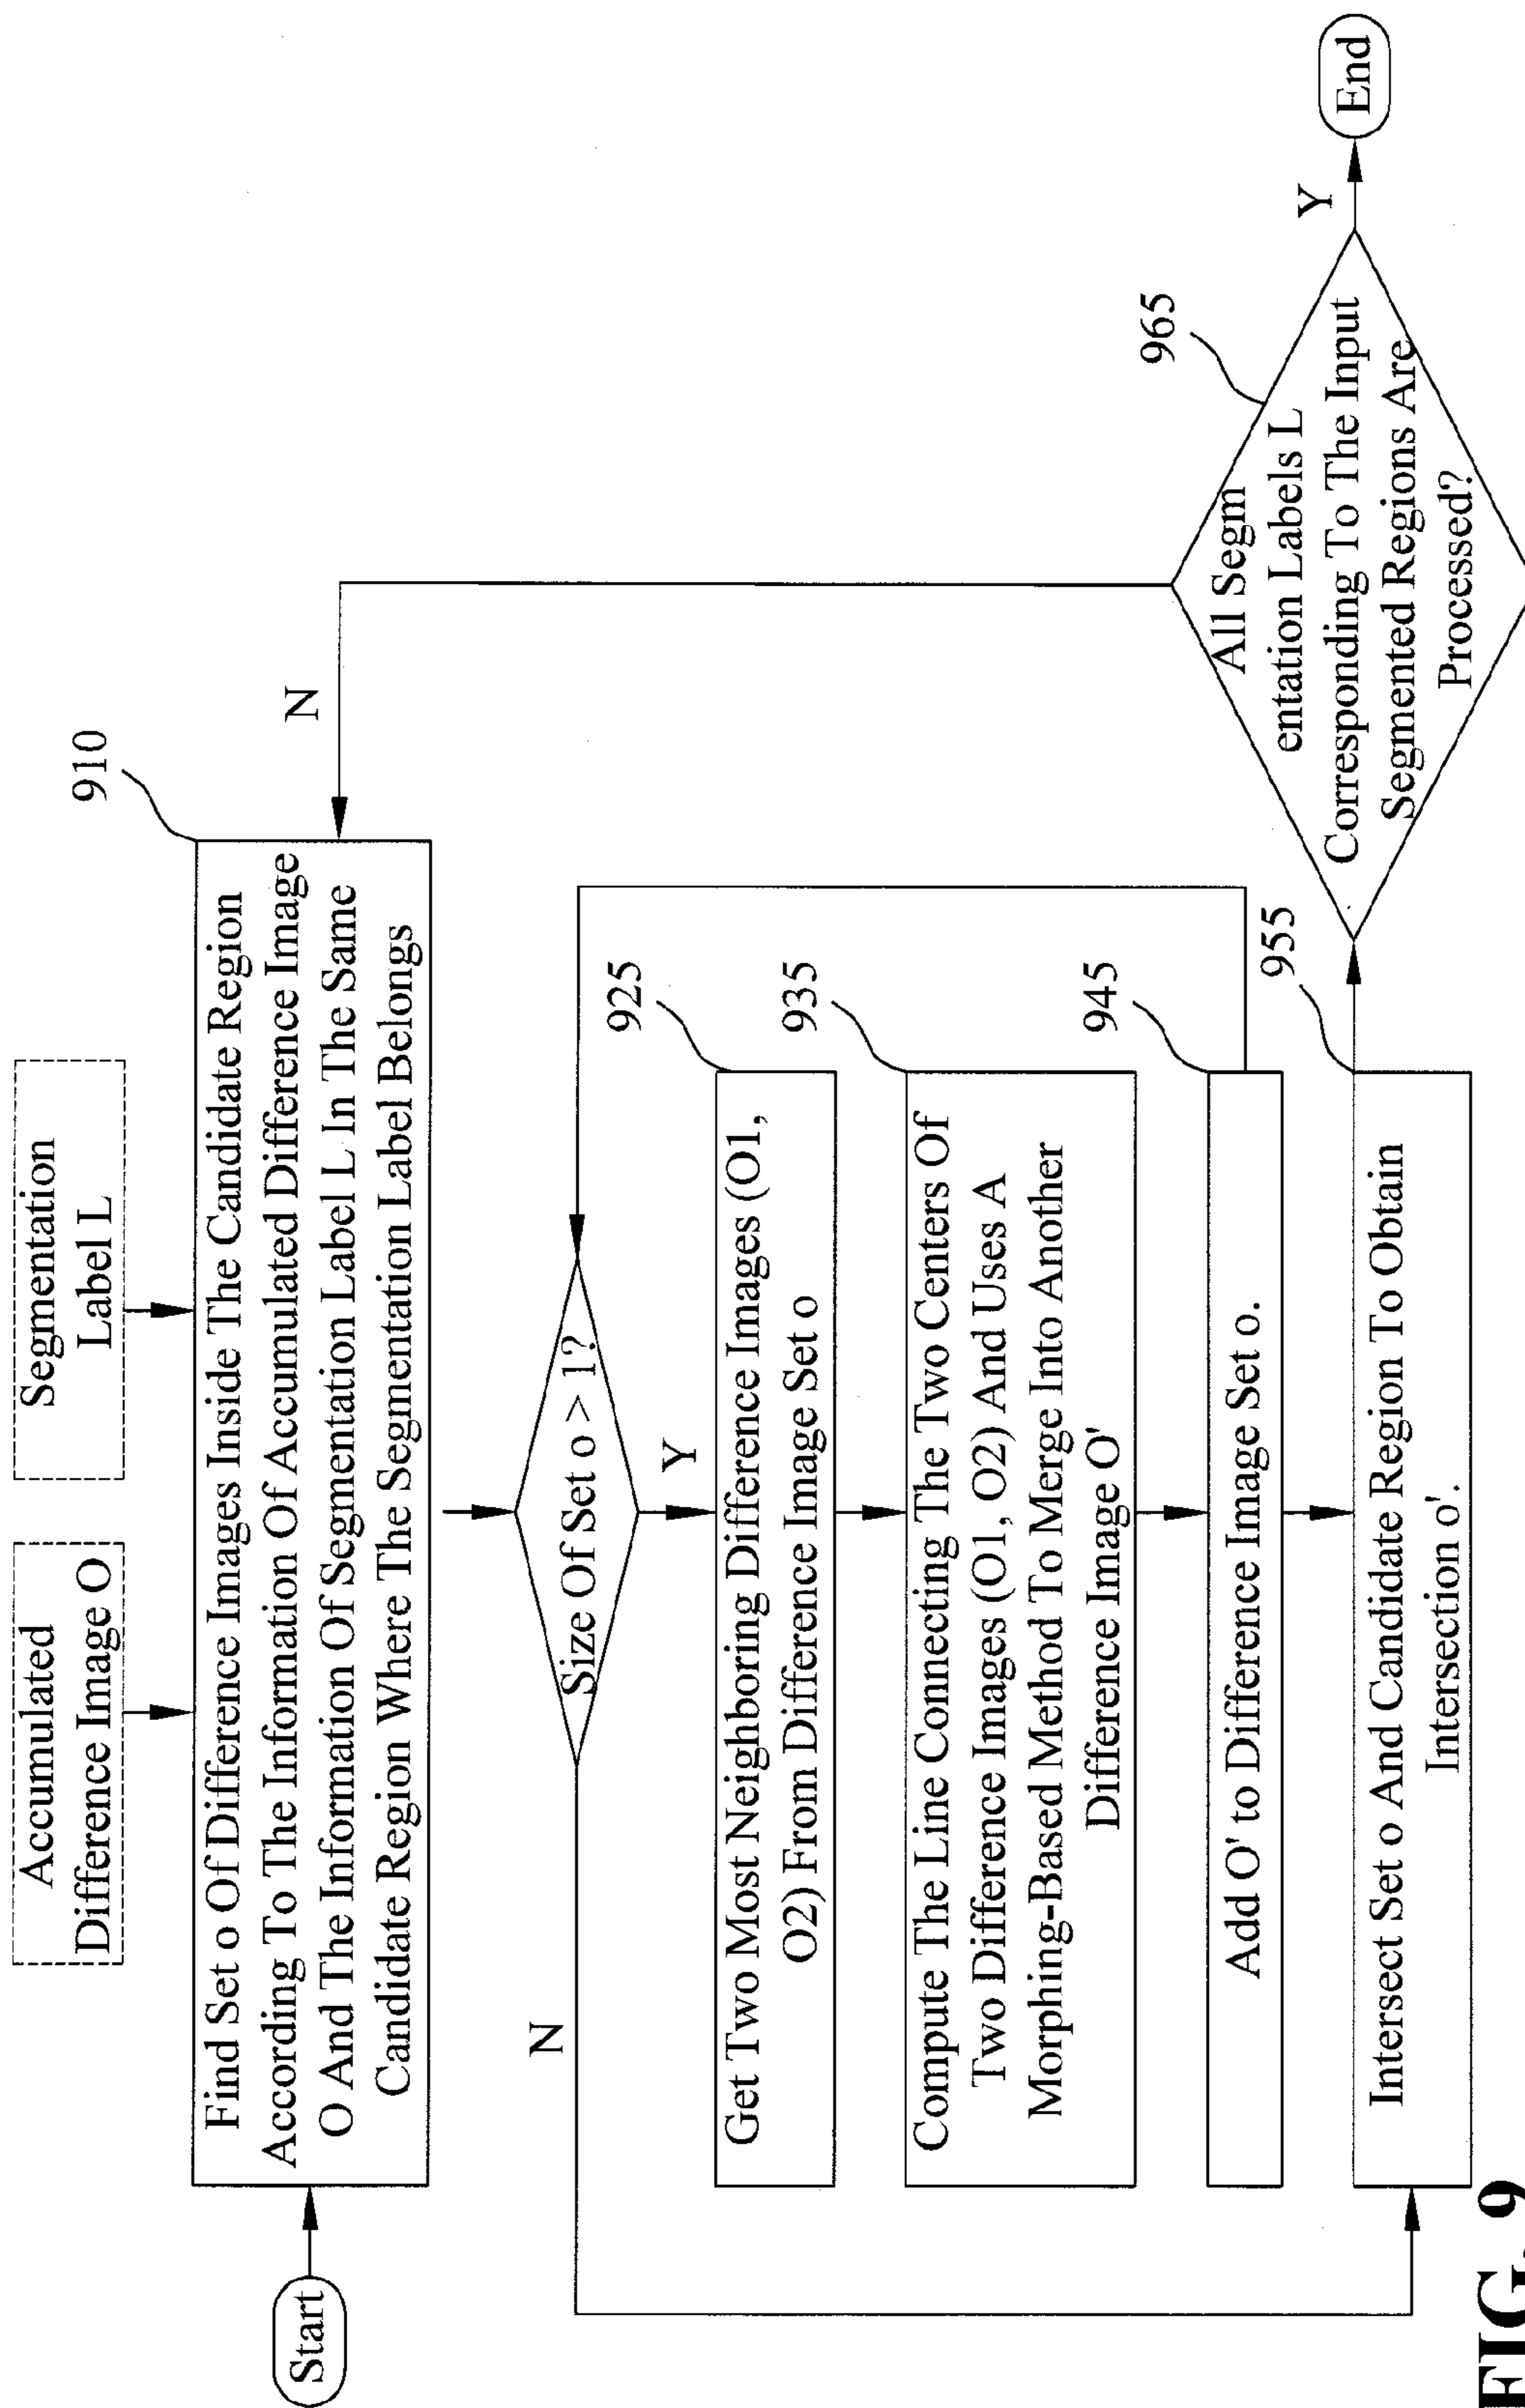 Accumulated
Difference Image O
Segmentation
Label L
910
Start
Find Set o Of Difference Images Inside The Candidate Region
According To The Information Of Accumulated Difference Image
O And The Information Of Segmentation Label L In The Same
Candidate Region Where The Segmentation Label Belongs
N
Size Of Set o > 1?
N
Y
925
Get Two Most Neighboring Difference Images (O1,
O2) From Difference Image Set o
935
Compute The Line Connecting The Two Centers Of
Two Difference Images (O1, O2) And Uses A
Morphing-Based Method To Merge Into Another
Difference Image O'
945
Add O' to Difference Image Set o.
955
Intersect Set o And Candidate Region To Obtain
Intersection o'.
965
All Segm
entation Labels L
Corresponding To The Input
Segmented Regions Are
Processed?
Y
End
FIG. 9